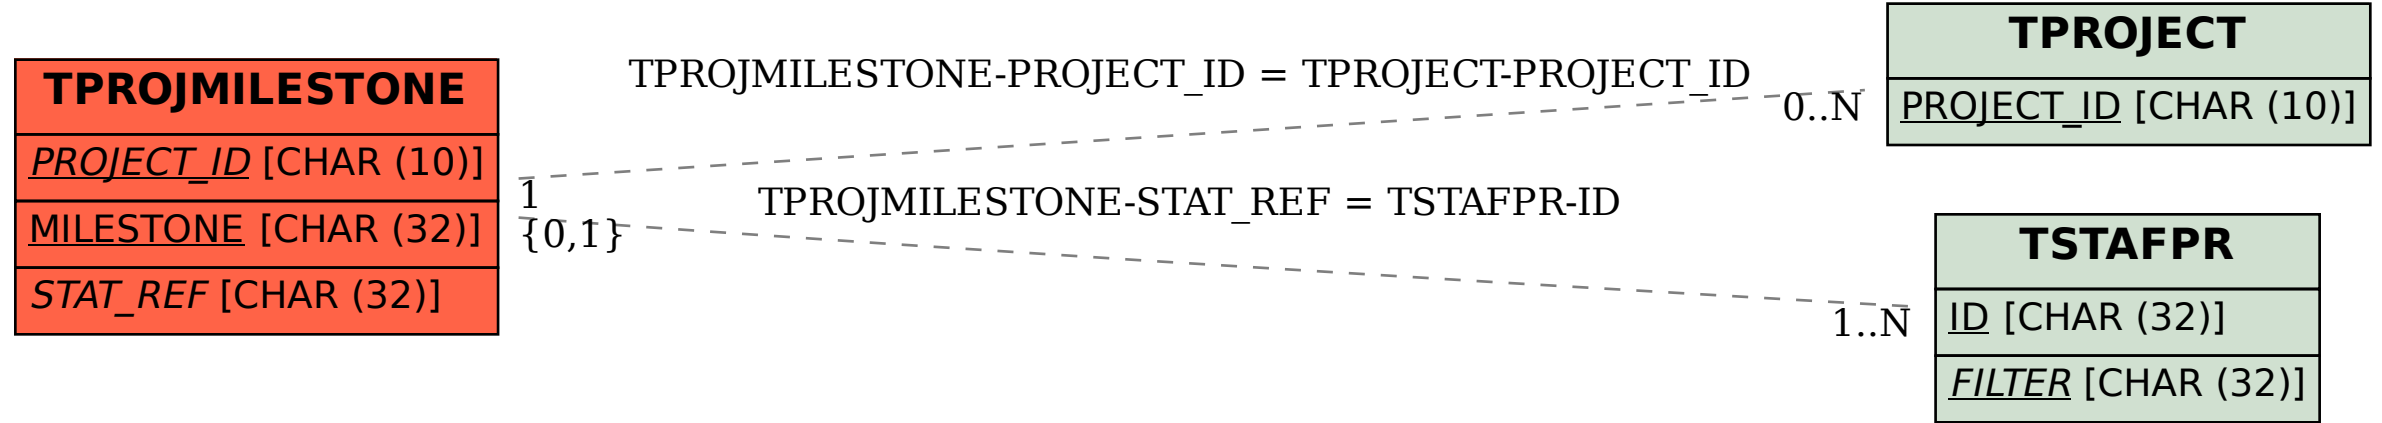 TPROJMILESTONE
PROJECT_ID [CHAR (10)]
MILESTONE [CHAR (32)]
STAT_REF [CHAR (32)]
TPROJMILESTONE-PROJECT_ID = TPROJECT-PROJECT_ID
0..N
1
TPROJMILESTONE-STAT_REF = TSTAFPR-ID
{0,1}
1..N
TPROJECT
PROJECT_ID [CHAR (10)]
TSTAFPR
ID [CHAR (32)]
FILTER [CHAR (32)]